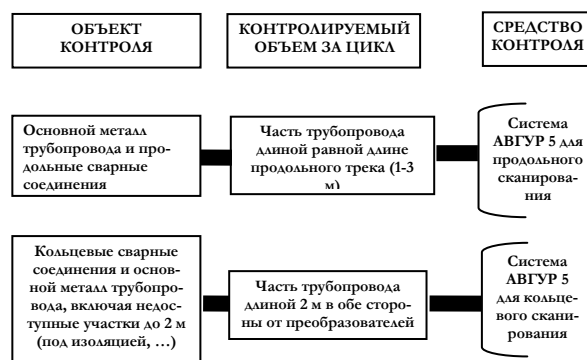 ОБЪЕКТ
КОНТРОЛЯ
КОНТРОЛИРУЕМЫЙ
ОБЪЕМ ЗА ЦИКЛ
СРЕДСТВО
КОНТРОЛЯ
Основной металл
трубопровода и про-
дольные сварные
соединения
Часть трубопровода
длиной равной длине
продольного трека (1-3
м)
Система
АВГУР 5 для
продольного
сканирова-
ния
Кольцевые сварные
соединения и основ-
ной металл трубопро-
вода, включая недос-
тупные участки до 2 м
(под изоляцией, …)
Часть трубопровода
длиной 2 м в обе сторо-
ны от преобразователей
Система
АВГУР 5
для кольце-
вого скани-
рования